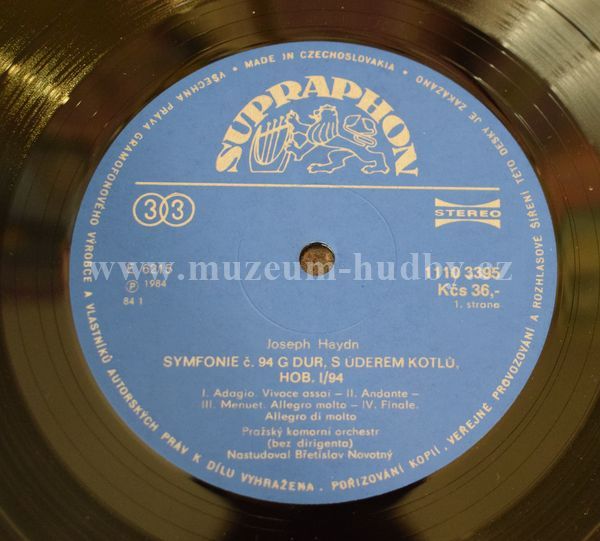 VŠECHNA PRÁVA GRAMOFONOVÉHO VÝROBCE A VLASTNÍKŮ AUTORSKÝCH PRÁV K DÍLU VYHRAŽENA. POŘIZOVÁNÍ KOPIÍ, VEŘEJNÉ PROVOZOVÁNÍ A ROZHLASOVÉ ŠÍŘENÍ TÉTO DESKY JE ZAKÁZÁNO • MADE IN CZECHOSLOVAKIA •
SUPRAPHON
33
STEREO
www.muzeum-hudby.cz
6215
1110 3395
Ⓟ 1984
Kčs 36,-
84 1
1. strana
Joseph Haydn
SYMFONIE č. 94 G DUR, S ÚDEREM KOTLŮ,
HOB. I/94
I. Adagio. Vivace assai – II. Andante –
III. Menuet. Allegro molto – IV. Finale.
Allegro di molto
Pražský komorní orchestr
(bez dirigenta)
Nastudoval Břetislav Novotný